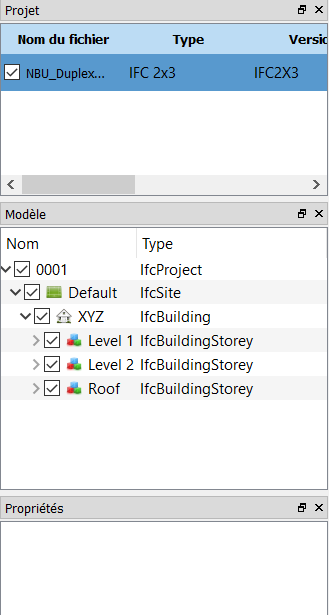 Projet
Nom du fichier Type Versic
NBU_Duplex... IFC 2x3 IFC2X3
Modèle
Nom Type
0001 IfcProject
Default IfcSite
XYZ IfcBuilding
Level 1 IfcBuildingStorey
Level 2 IfcBuildingStorey
Roof IfcBuildingStorey
Propriétés